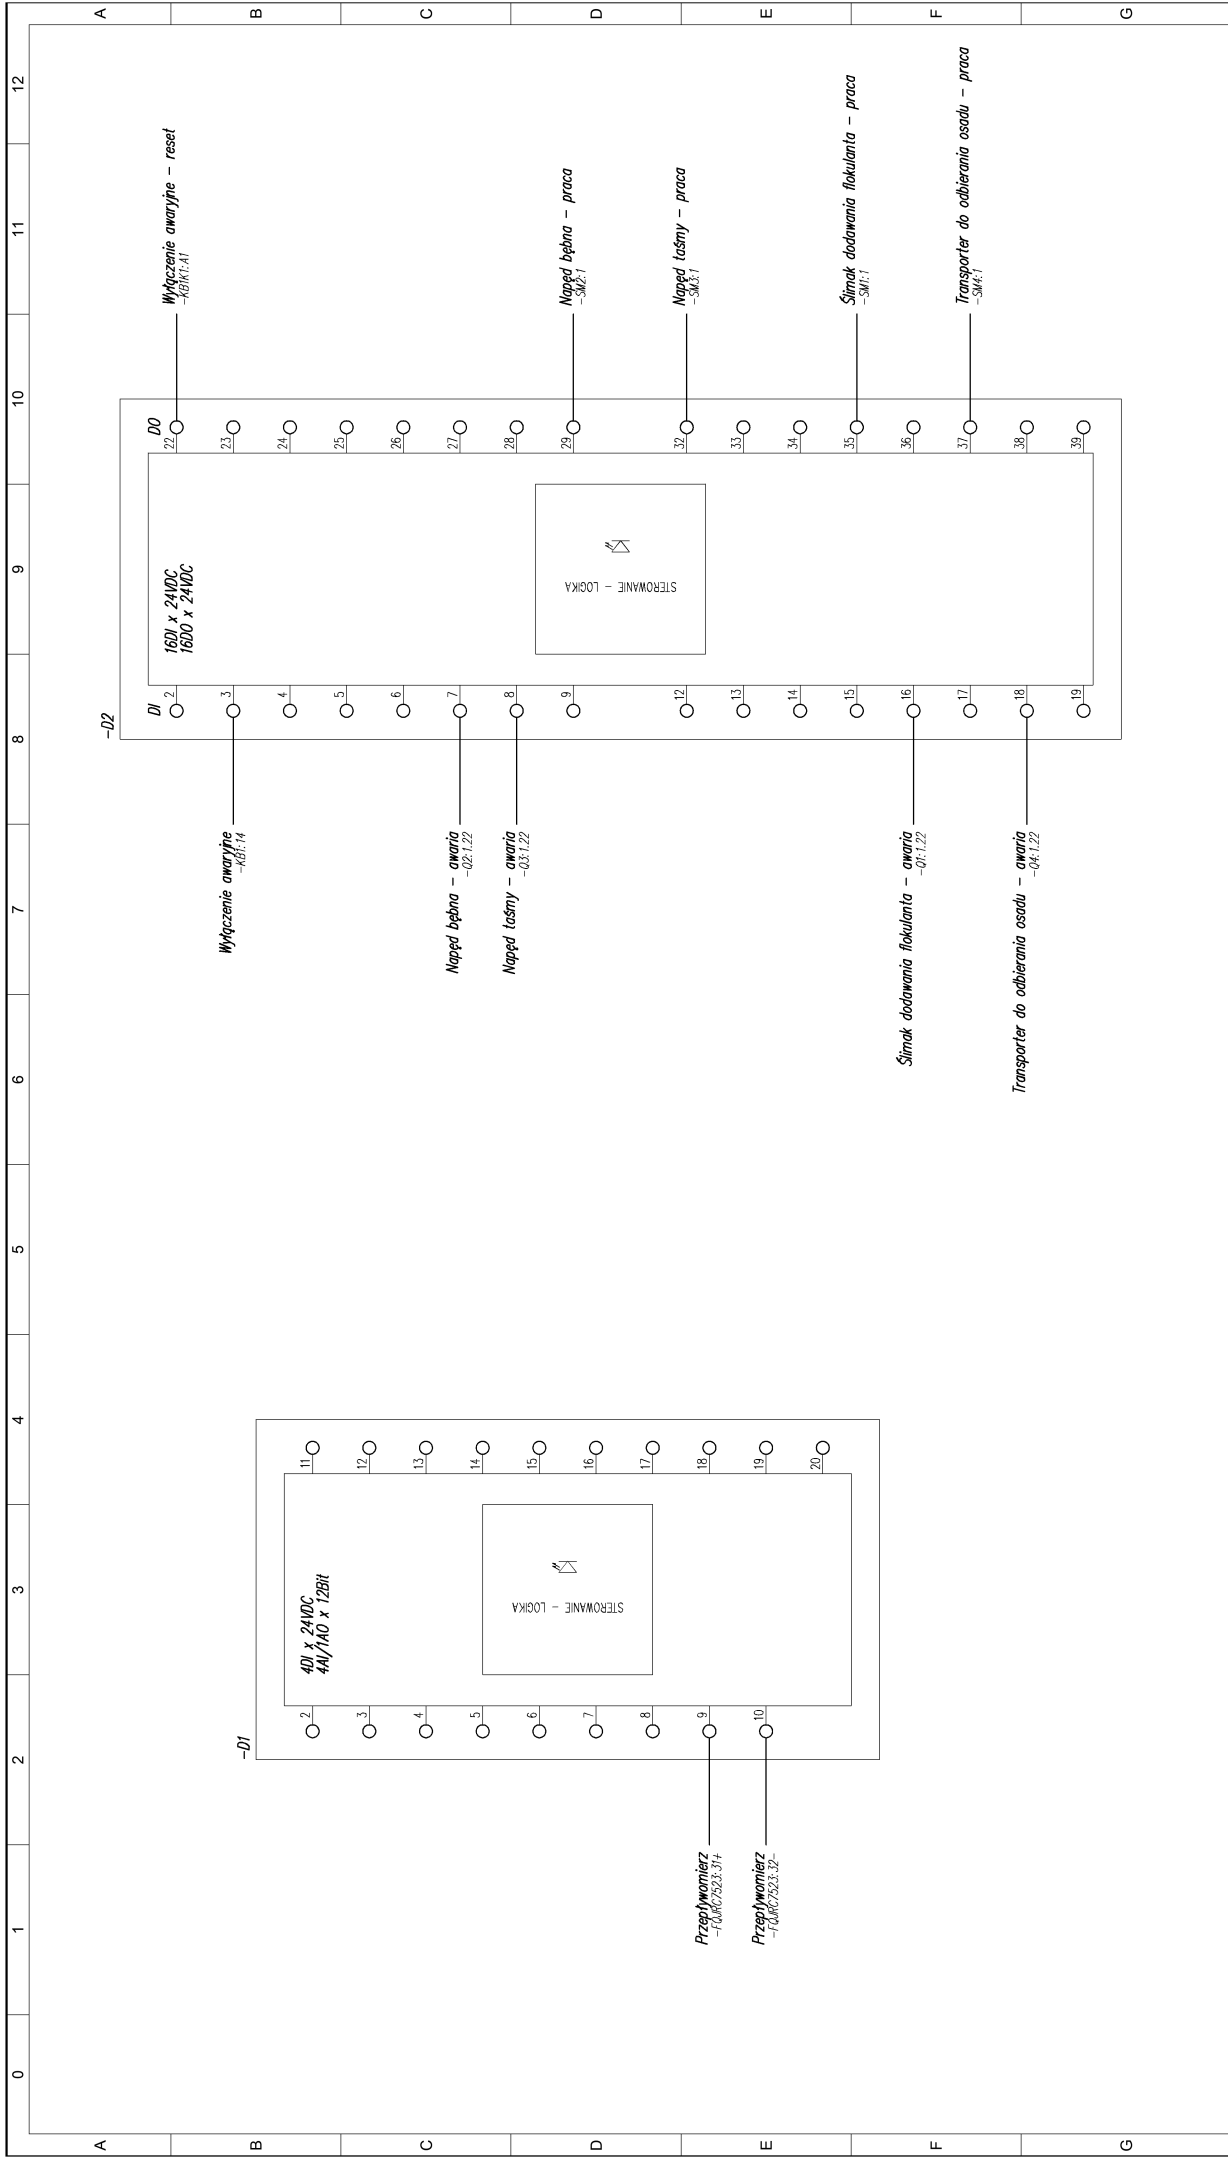 0 1 2 3 4 5 6 7 8 9 10 11 12
A
B
C
D
E
F
G
A
B
C
D
E
F
G
-D1
4DI x 24VDC
4AI/1AO x 12Bit
2
3
4
5
6
7
8
9
10
11
12
13
14
15
16
17
18
19
20
STEROWANIE - LOGIKA
Przepływomierz
-FQJRC7523:31+
Przepływomierz
-FQJRC7523:32-
-D2
DI
DO
16DI x 24VDC
16DO x 24VDC
2
3
4
5
6
7
8
9
12
13
14
15
16
17
18
19
22
23
24
25
26
27
28
29
32
33
34
35
36
37
38
39
STEROWANIE - LOGIKA
Wyłączenie awaryjne
-KB1:14
Napęd bębna - awaria
-Q2:1.22
Napęd taśmy - awaria
-Q3:1.22
Ślimak dodawania flokulanta - awaria
-Q1:1.22
Transporter do odbierania osadu - awaria
-Q4:1.22
Wyłączenie awaryjne - reset
-KB1K1:A1
Napęd bębna - praca
-SM2:1
Napęd taśmy - praca
-SM3:1
Ślimak dodawania flokulanta - praca
-SM1:1
Transporter do odbierania osadu - praca
-SM4:1